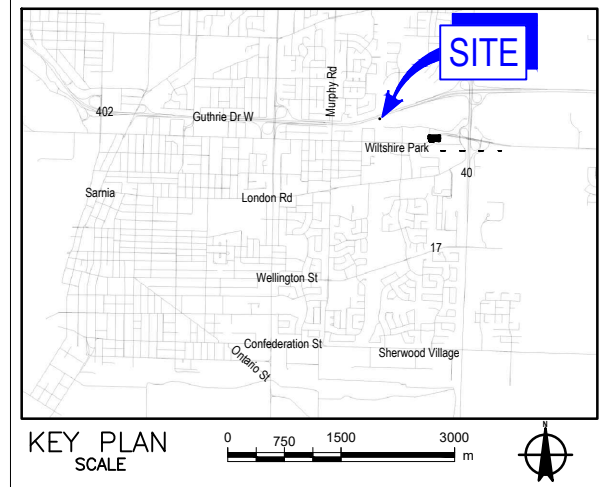 SITE
Murphy Rd
402
Guthrie Dr W
Wiltshire Park
40
Sarnia
London Rd
17
Wellington St
Confederation St
Sherwood Village
Ontario St
KEY PLAN
SCALE
0 750 1500 3000 m
N